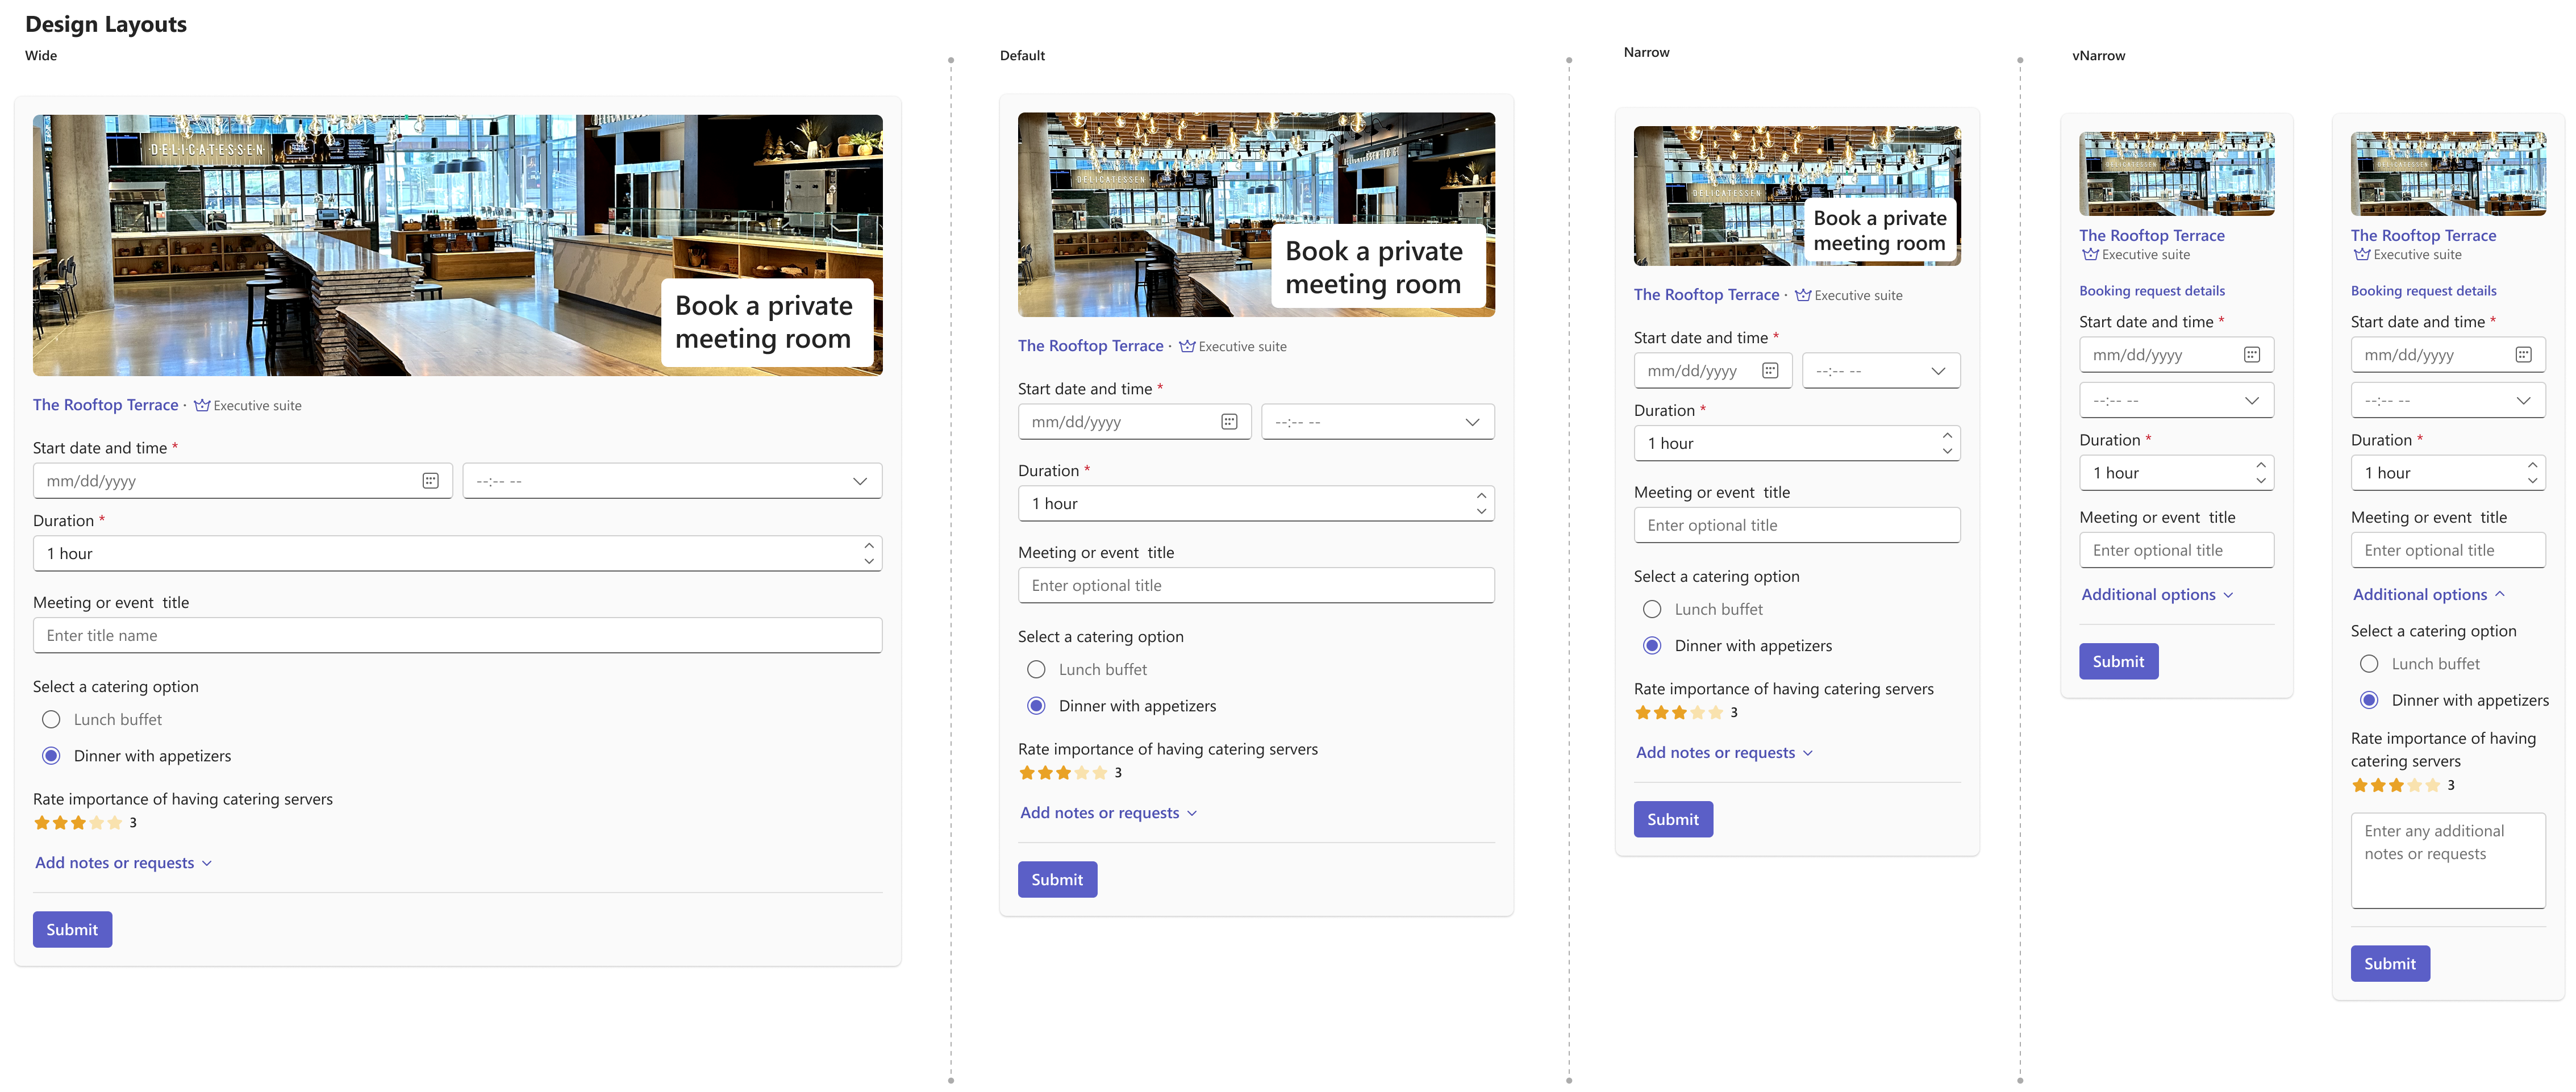 Design Layouts
Wide
DELICATESSEN
Book a private
meeting room
The Rooftop Terrace · Executive suite
Start date and time *
mm/dd/yyyy
--:-- --
Duration *
1 hour
Meeting or event  title
Enter title name
Select a catering option
Lunch buffet
Dinner with appetizers
Rate importance of having catering servers
3
Add notes or requests
Submit
Default
DELICATESSEN
Book a private
meeting room
The Rooftop Terrace · Executive suite
Start date and time *
mm/dd/yyyy
--:-- --
Duration *
1 hour
Meeting or event  title
Enter optional title
Select a catering option
Lunch buffet
Dinner with appetizers
Rate importance of having catering servers
3
Add notes or requests
Submit
Narrow
DELICATESSEN
Book a private
meeting room
The Rooftop Terrace · Executive suite
Start date and time *
mm/dd/yyyy
--:-- --
Duration *
1 hour
Meeting or event  title
Enter optional title
Select a catering option
Lunch buffet
Dinner with appetizers
Rate importance of having catering servers
3
Add notes or requests
Submit
vNarrow
DELICATESSEN
The Rooftop Terrace
Executive suite
Booking request details
Start date and time *
mm/dd/yyyy
--:-- --
Duration *
1 hour
Meeting or event  title
Enter optional title
Additional options
Submit
DELICATESSEN
The Rooftop Terrace
Executive suite
Booking request details
Start date and time *
mm/dd/yyyy
--:-- --
Duration *
1 hour
Meeting or event  title
Enter optional title
Additional options
Select a catering option
Lunch buffet
Dinner with appetizers
Rate importance of having
catering servers
3
Enter any additional
notes or requests
Submit